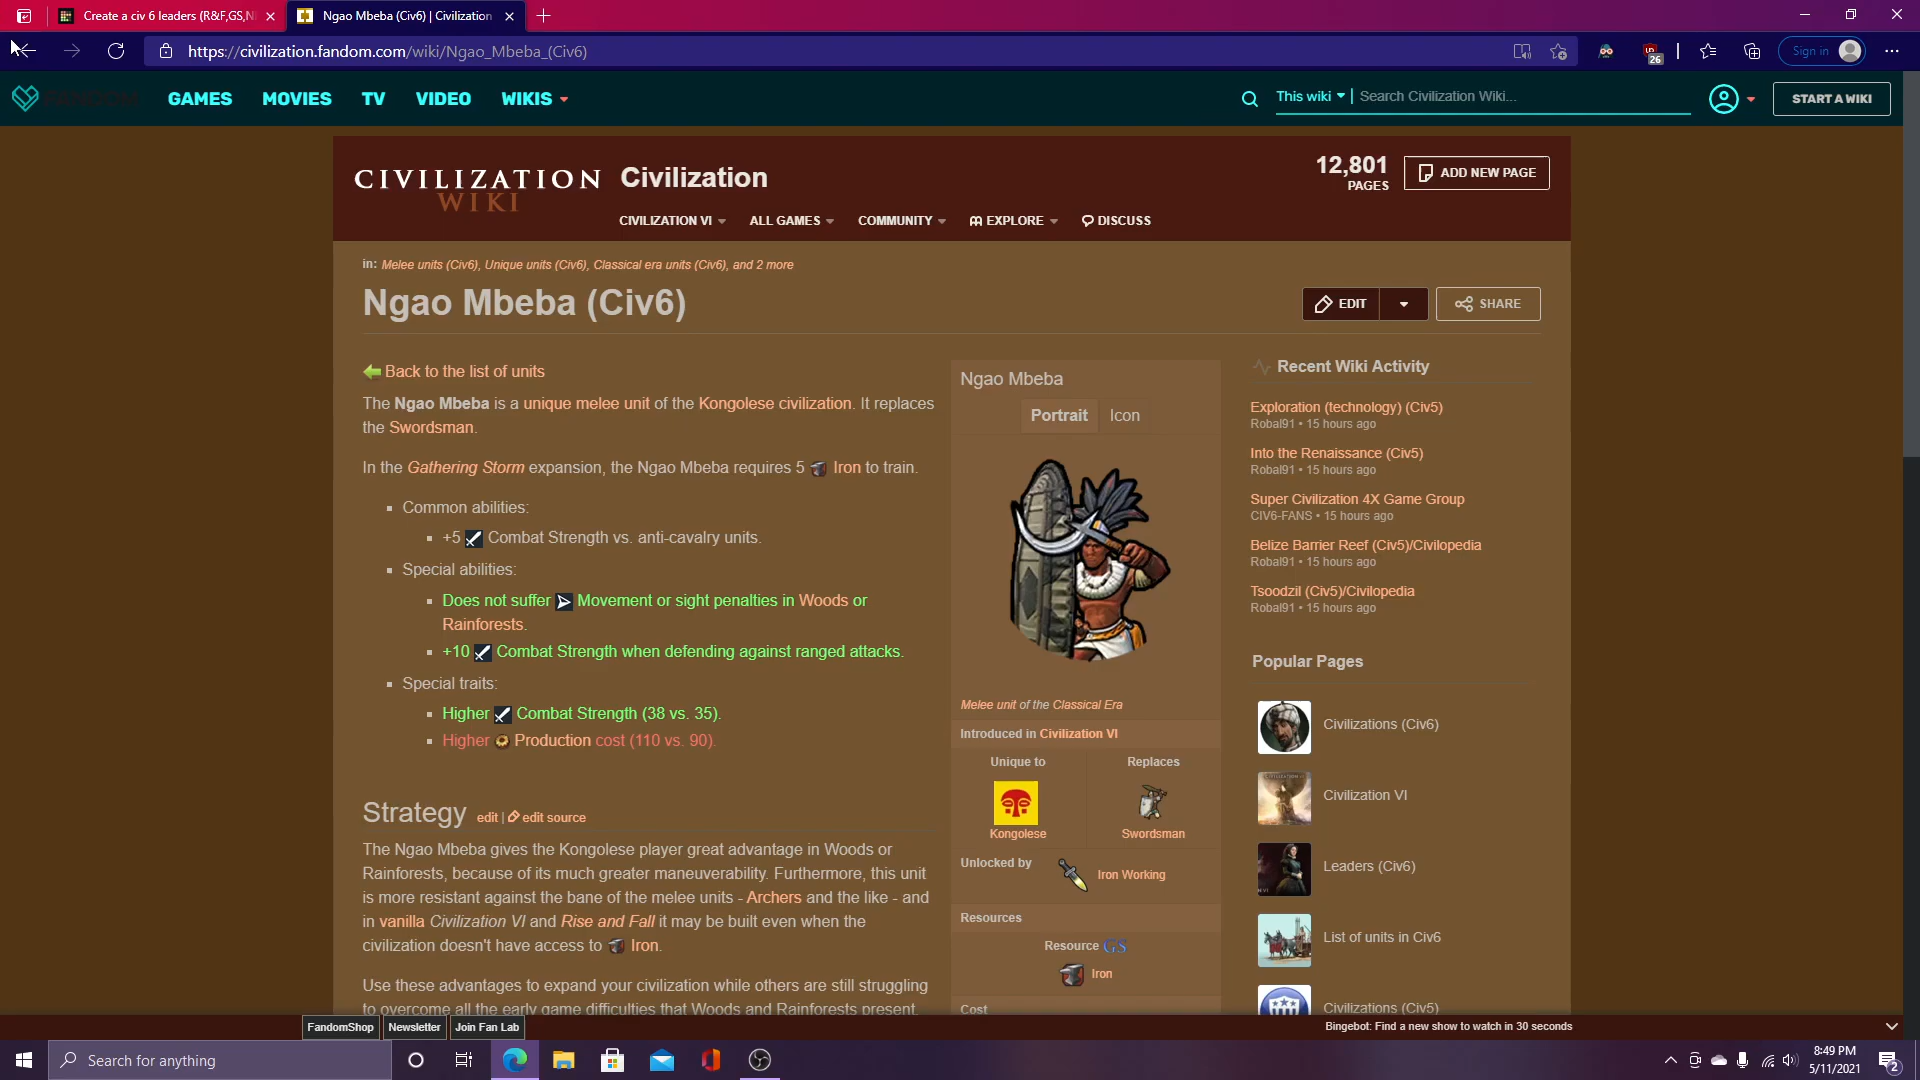 Create a civ 6 leaders (R&F,GS,N
Ngao Mbeba (Civ6) | Civilization
https://civilization.fandom.com/wiki/Ngao_Mbeba_(Civ6)
26
Sign in
FANDOM
GAMES
MOVIES
TV
VIDEO
WIKIS
This wiki
Search Civilization Wiki...
START A WIKI
CIVILIZATION
WIKI
Civilization
12,801
PAGES
ADD NEW PAGE
CIVILIZATION VI
ALL GAMES
COMMUNITY
EXPLORE
DISCUSS
in: Melee units (Civ6), Unique units (Civ6), Classical era units (Civ6), and 2 more
Ngao Mbeba (Civ6)
EDIT
SHARE
Back to the list of units
The Ngao Mbeba is a unique melee unit of the Kongolese civilization. It replaces
the Swordsman.
In the Gathering Storm expansion, the Ngao Mbeba requires 5 Iron to train.
Common abilities:
+5 Combat Strength vs. anti-cavalry units.
Special abilities:
Does not suffer Movement or sight penalties in Woods or
Rainforests.
+10 Combat Strength when defending against ranged attacks.
Special traits:
Higher Combat Strength (38 vs. 35).
Higher Production cost (110 vs. 90).
Strategy edit | edit source
The Ngao Mbeba gives the Kongolese player great advantage in Woods or
Rainforests, because of its much greater maneuverability. Furthermore, this unit
is more resistant against the bane of the melee units - Archers and the like - and
in vanilla Civilization VI and Rise and Fall it may be built even when the
civilization doesn't have access to Iron.
Use these advantages to expand your civilization while others are still struggling
to overcome all the early game difficulties that Woods and Rainforests present.
Ngao Mbeba
Portrait
Icon
Melee unit of the Classical Era
Introduced in Civilization VI
Unique to
Replaces
Kongolese
Swordsman
Unlocked by
Iron Working
Resources
Resource GS
Iron
Cost
Recent Wiki Activity
Exploration (technology) (Civ5)
Robal91 • 15 hours ago
Into the Renaissance (Civ5)
Robal91 • 15 hours ago
Super Civilization 4X Game Group
CIV6-FANS • 15 hours ago
Belize Barrier Reef (Civ5)/Civilopedia
Robal91 • 15 hours ago
Tsoodzil (Civ5)/Civilopedia
Robal91 • 15 hours ago
Popular Pages
Civilizations (Civ6)
Civilization VI
Leaders (Civ6)
List of units in Civ6
Civilizations (Civ5)
FandomShop
Newsletter
Join Fan Lab
Bingebot: Find a new show to watch in 30 seconds
Search for anything
8:49 PM
5/11/2021
2